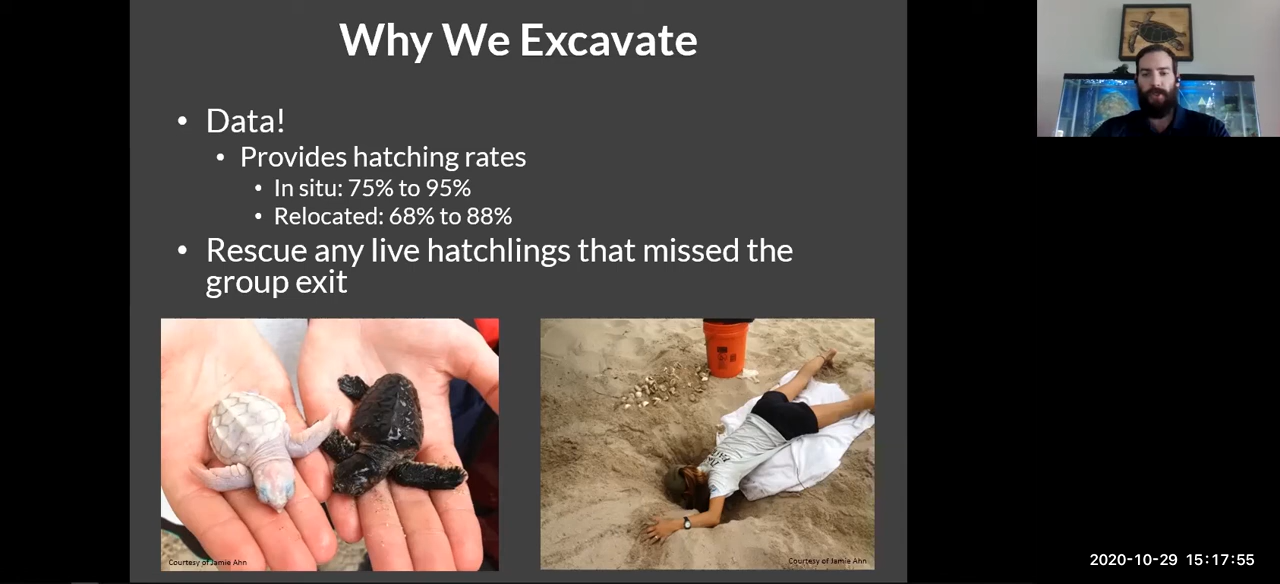 Why We Excavate
• Data!
• Provides hatching rates
• In situ: 75% to 95%
• Relocated: 68% to 88%
• Rescue any live hatchlings that missed the
group exit
Courtesy of Jamie Ahn
Courtesy of Jamie Ahn
2020-10-29 15:17:55